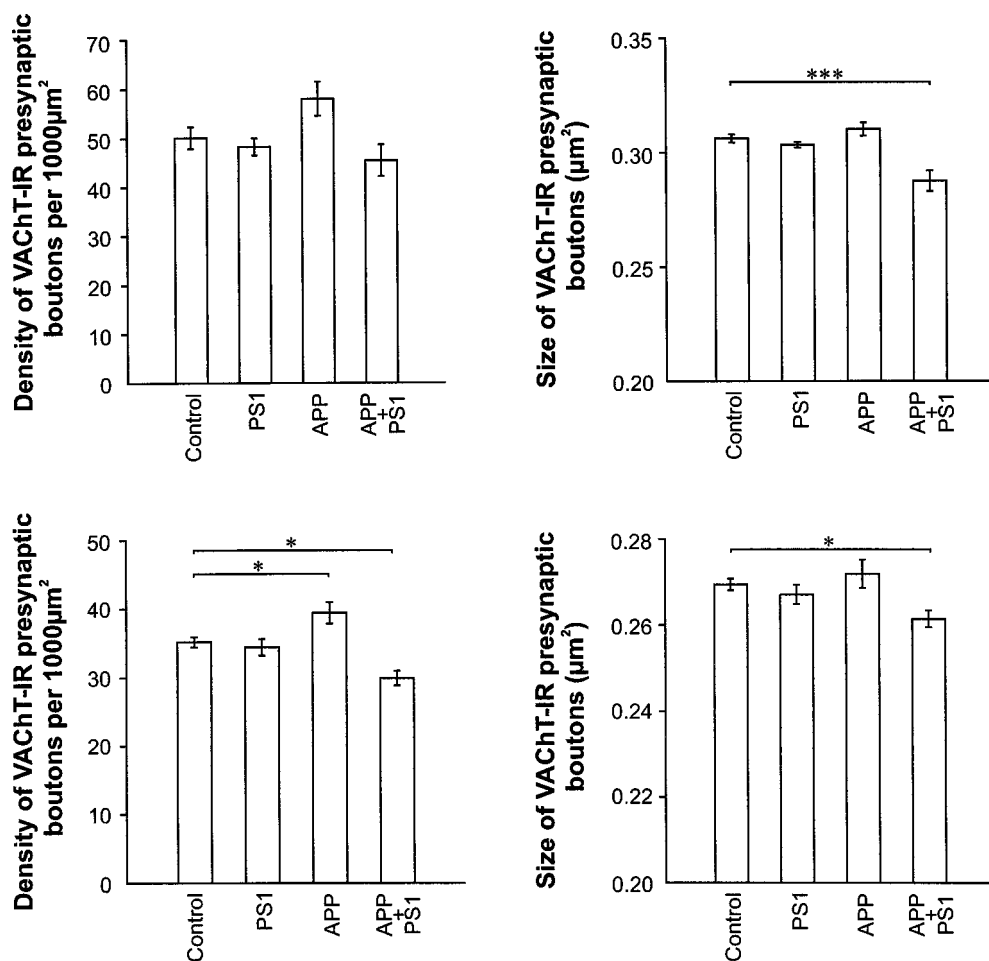 Density of VAChT-IR presynaptic
boutons per 1000µm²
70
60
50
40
30
20
10
0
Control
PS1
APP
APP
+
PS1
Size of VAChT-IR presynaptic
boutons (µm²)
0.35
0.30
0.25
0.20
***
Control
PS1
APP
APP
+
PS1
Density of VAChT-IR presynaptic
boutons per 1000µm²
50
40
30
20
10
0
*
*
Control
PS1
APP
APP
+
PS1
Size of VAChT-IR presynaptic
boutons (µm²)
0.28
0.26
0.24
0.22
0.20
*
Control
PS1
APP
APP
+
PS1